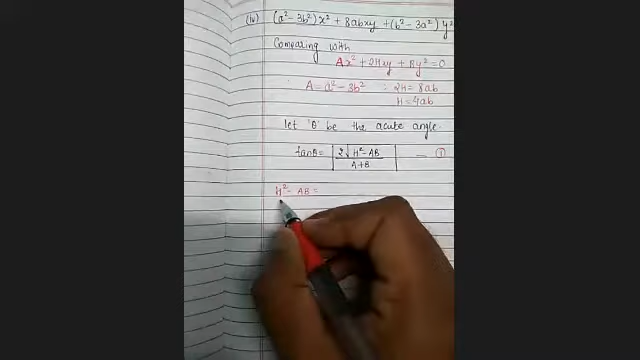 (iv) (a² - 3b²) x² + 8abxy + (b² - 3a²) y²
Comparing with
Ax² + 2Hxy + By² = 0
A = a² - 3b² : 2H = 8ab
H = 4ab
let 'θ' be the acute angle.
tanθ = | 2√H² - AB / A + B | — ①
H² - AB =